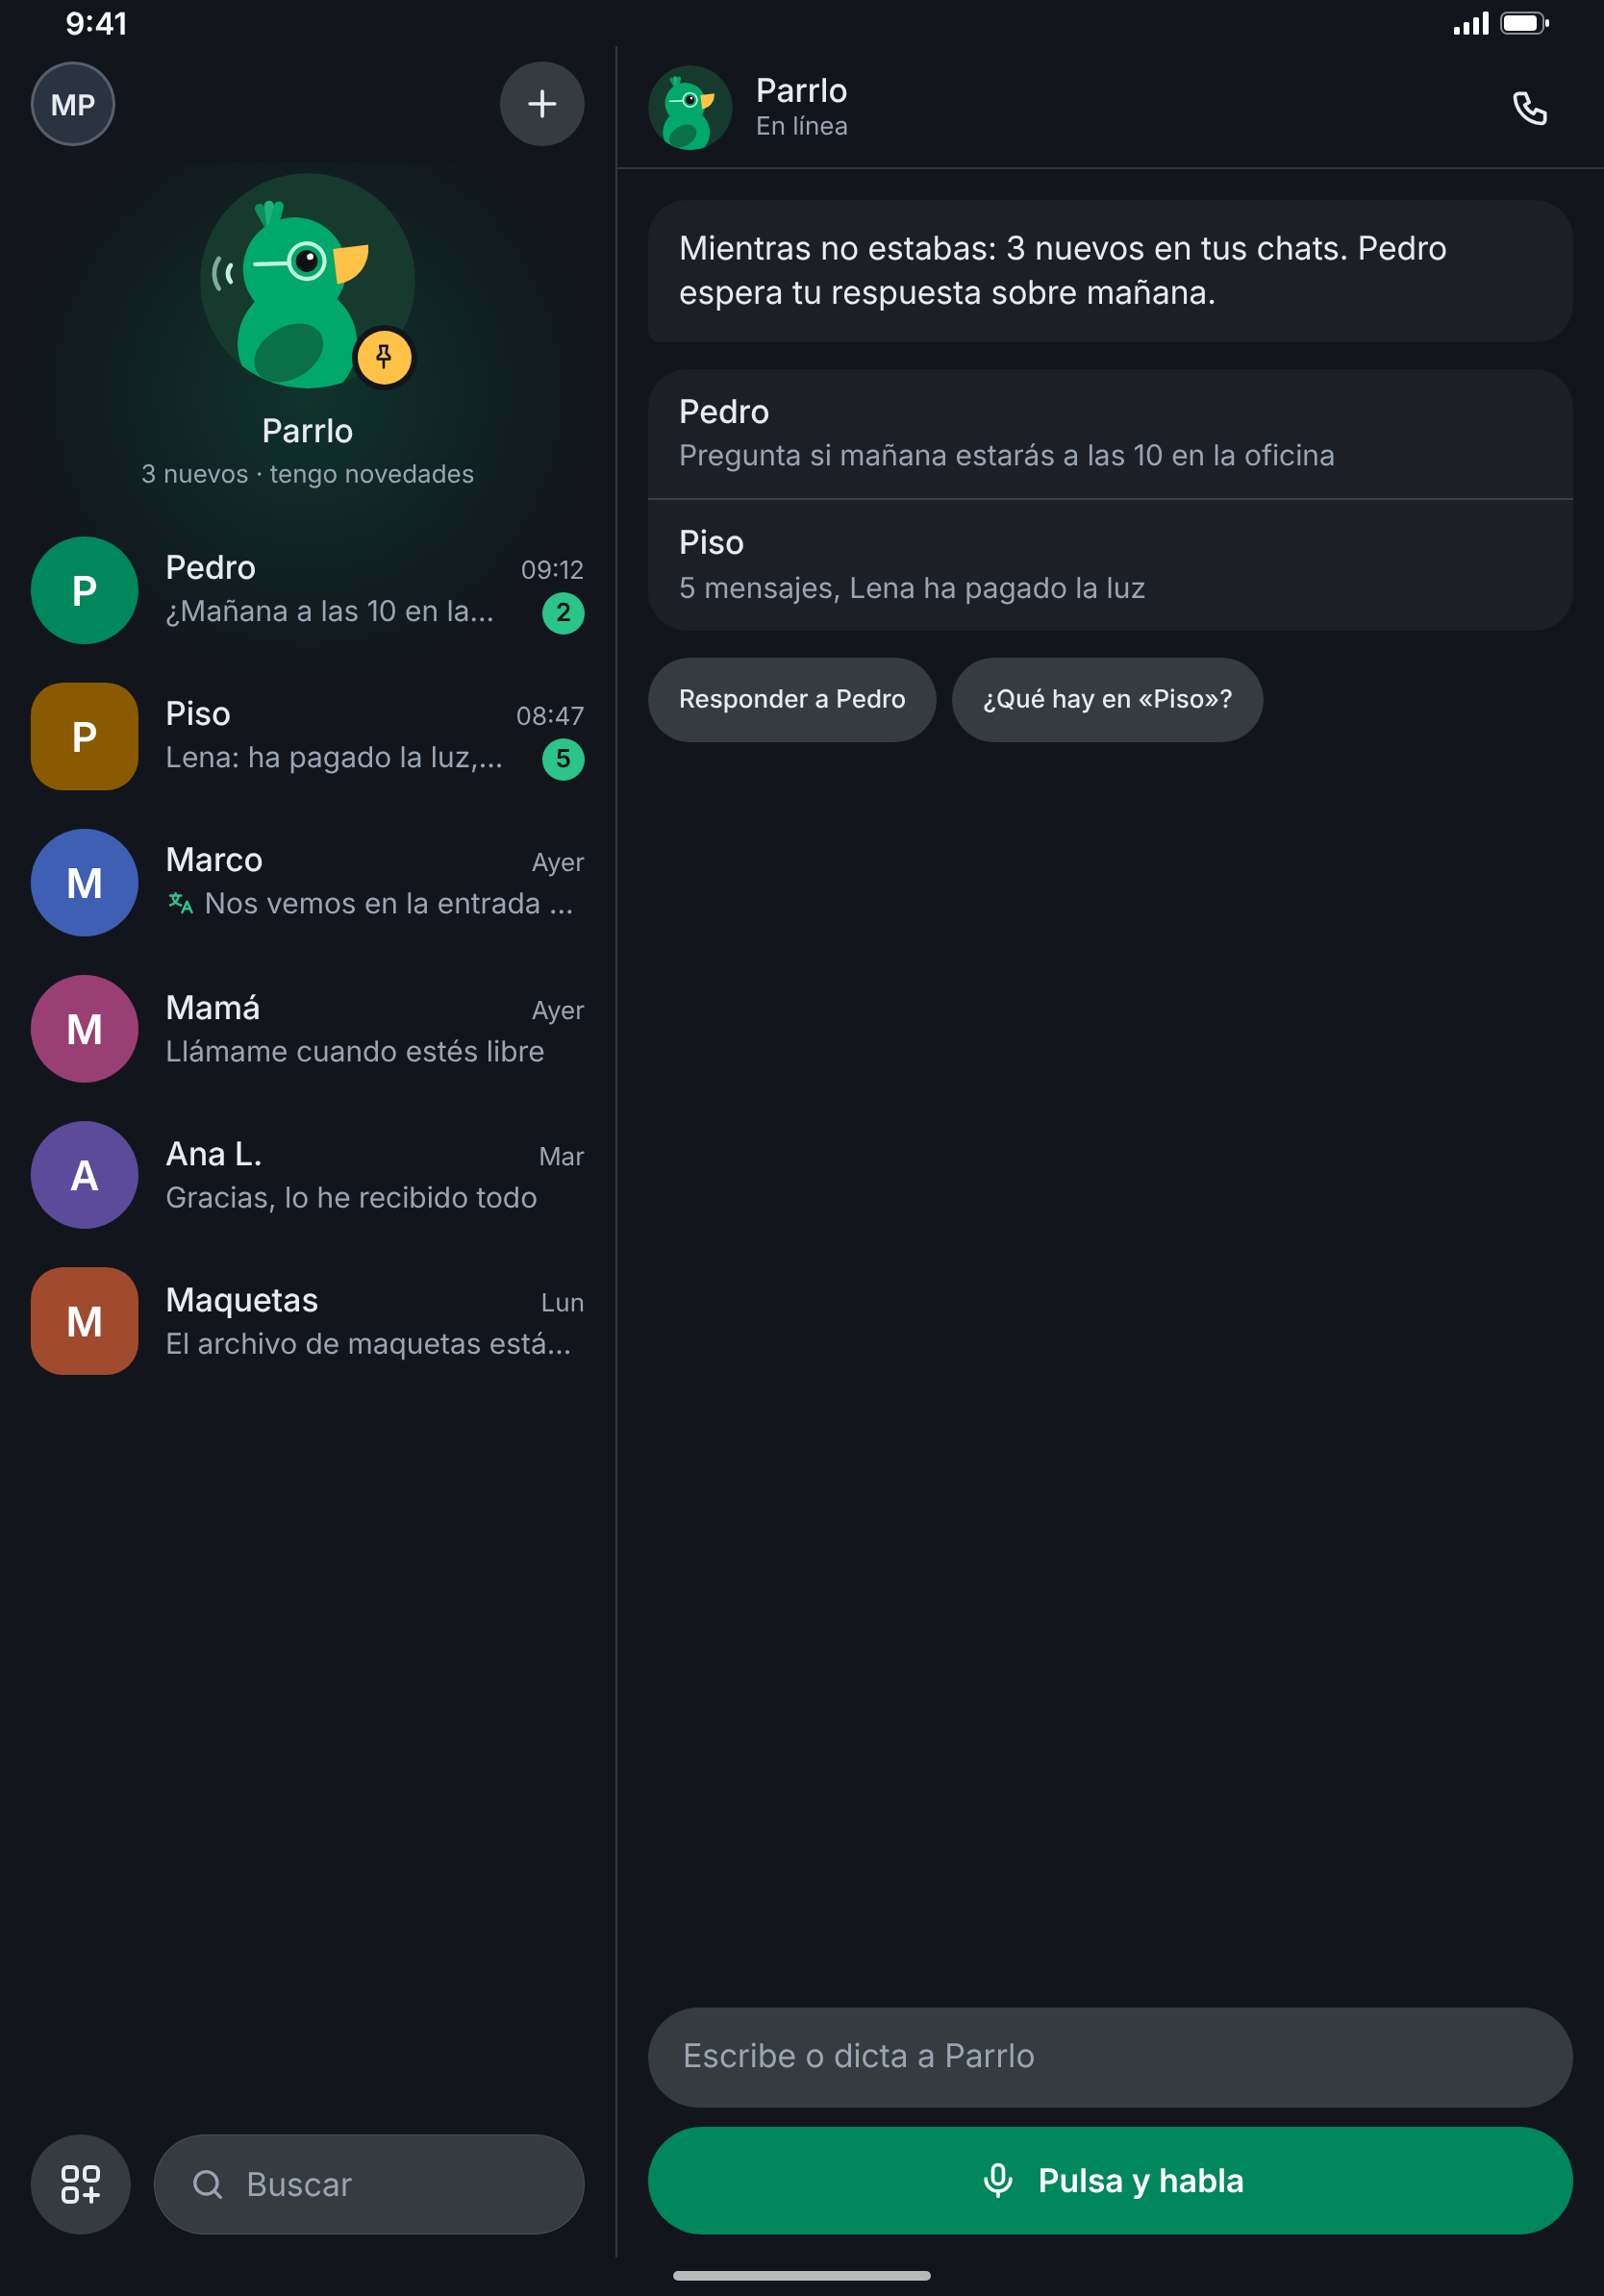 9:41
MP
Parrlo
3 nuevos · tengo novedades
P
Pedro
09:12
¿Mañana a las 10 en la...
2
P
Piso
08:47
Lena: ha pagado la luz,...
5
M
Marco
Ayer
Nos vemos en la entrada ...
M
Mamá
Ayer
Llámame cuando estés libre
A
Ana L.
Mar
Gracias, lo he recibido todo
M
Maquetas
Lun
El archivo de maquetas está...
Buscar
Parrlo
En línea
Mientras no estabas: 3 nuevos en tus chats. Pedro
espera tu respuesta sobre mañana.
Pedro
Pregunta si mañana estarás a las 10 en la oficina
Piso
5 mensajes, Lena ha pagado la luz
Responder a Pedro
¿Qué hay en «Piso»?
Escribe o dicta a Parrlo
Pulsa y habla